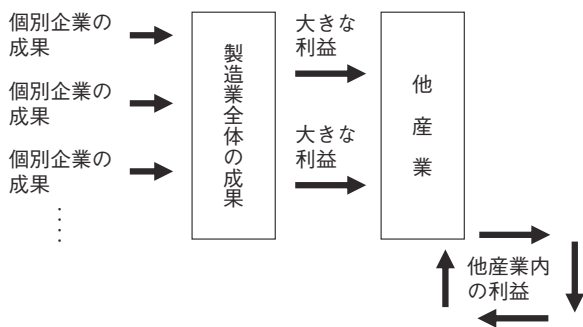 個別企業の
成果
個別企業の
成果
個別企業の
成果
製造業全体の成果
大きな
利益
大きな
利益
他産業
他産業内
の利益